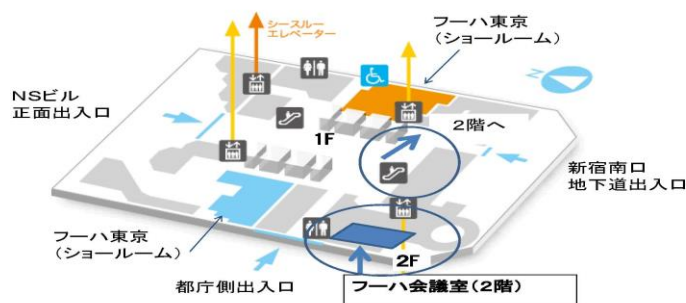 シースルー
エレベーター
フーハ東京
(ショールーム)
N
NSビル
正面出入口
1F
2階へ
新宿南口
地下道出入口
フーハ東京
(ショールーム)
都庁側出入口
2F
フーハ会議室(2階)